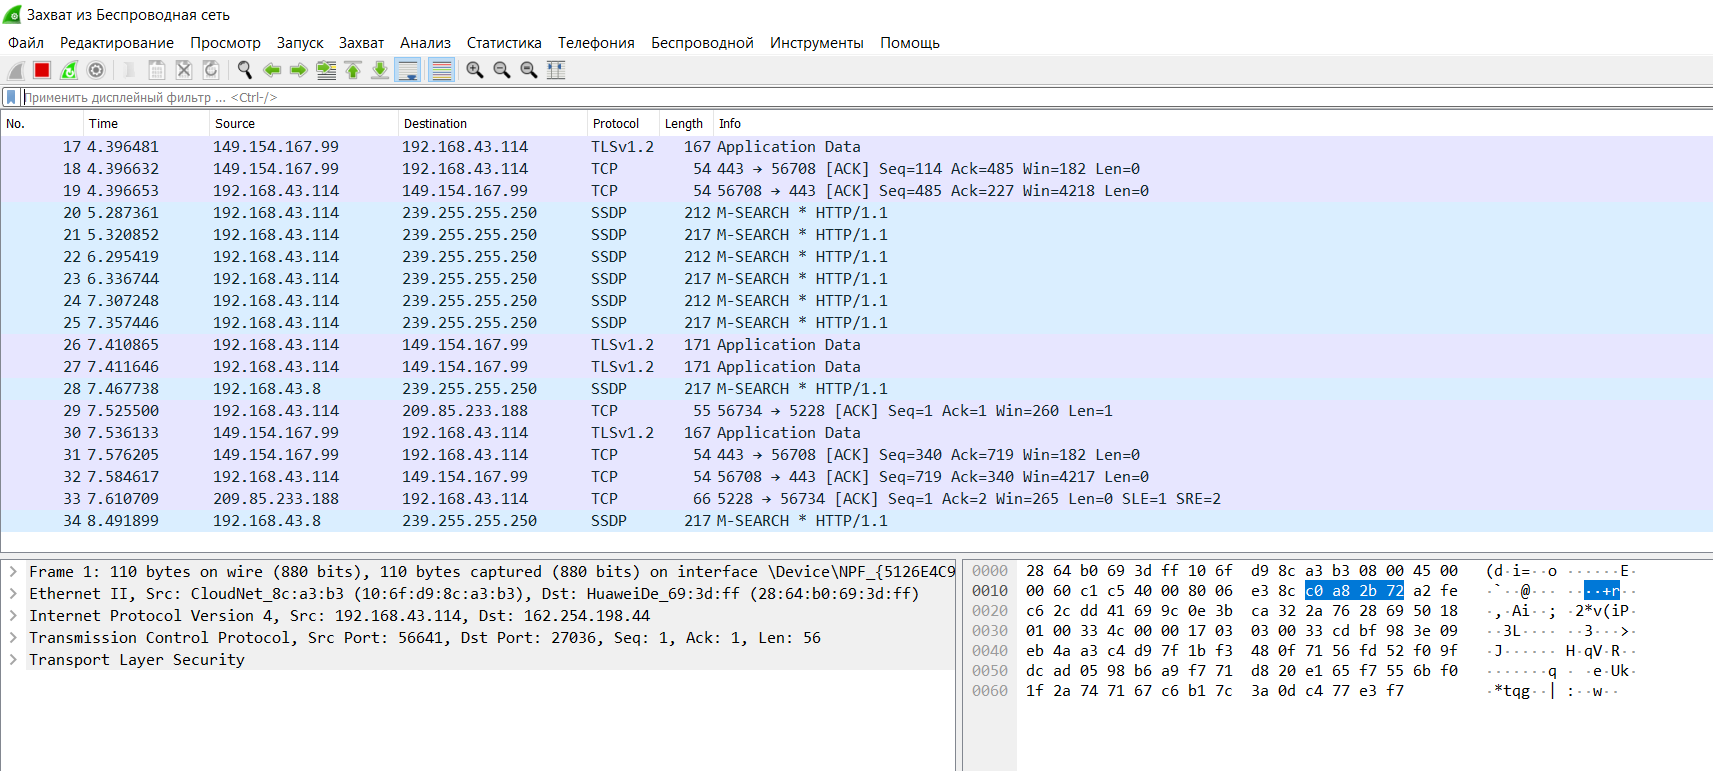 Захват из Беспроводная сеть
Файл Редактирование Просмотр Запуск Захват Анализ Статистика Телефония Беспроводной Инструменты Помощь
Применить дисплейный фильтр ... <Ctrl-/>
No. Time Source Destination Protocol Length Info
17 4.396481 149.154.167.99 192.168.43.114 TLSv1.2 167 Application Data
18 4.396632 149.154.167.99 192.168.43.114 TCP 54 443 → 56708 [ACK] Seq=114 Ack=485 Win=182 Len=0
19 4.396653 192.168.43.114 149.154.167.99 TCP 54 56708 → 443 [ACK] Seq=485 Ack=227 Win=4218 Len=0
20 5.287361 192.168.43.114 239.255.255.250 SSDP 212 M-SEARCH * HTTP/1.1
21 5.320852 192.168.43.114 239.255.255.250 SSDP 217 M-SEARCH * HTTP/1.1
22 6.295419 192.168.43.114 239.255.255.250 SSDP 212 M-SEARCH * HTTP/1.1
23 6.336744 192.168.43.114 239.255.255.250 SSDP 217 M-SEARCH * HTTP/1.1
24 7.307248 192.168.43.114 239.255.255.250 SSDP 212 M-SEARCH * HTTP/1.1
25 7.357446 192.168.43.114 239.255.255.250 SSDP 217 M-SEARCH * HTTP/1.1
26 7.410865 192.168.43.114 149.154.167.99 TLSv1.2 171 Application Data
27 7.411646 192.168.43.114 149.154.167.99 TLSv1.2 171 Application Data
28 7.467738 192.168.43.8 239.255.255.250 SSDP 217 M-SEARCH * HTTP/1.1
29 7.525500 192.168.43.114 209.85.233.188 TCP 55 56734 → 5228 [ACK] Seq=1 Ack=1 Win=260 Len=1
30 7.536133 149.154.167.99 192.168.43.114 TLSv1.2 167 Application Data
31 7.576205 149.154.167.99 192.168.43.114 TCP 54 443 → 56708 [ACK] Seq=340 Ack=719 Win=182 Len=0
32 7.584617 192.168.43.114 149.154.167.99 TCP 54 56708 → 443 [ACK] Seq=719 Ack=340 Win=4217 Len=0
33 7.610709 209.85.233.188 192.168.43.114 TCP 66 5228 → 56734 [ACK] Seq=1 Ack=2 Win=265 Len=0 SLE=1 SRE=2
34 8.491899 192.168.43.8 239.255.255.250 SSDP 217 M-SEARCH * HTTP/1.1
Frame 1: 110 bytes on wire (880 bits), 110 bytes captured (880 bits) on interface \Device\NPF_{5126E4C9
Ethernet II, Src: CloudNet_8c:a3:b3 (10:6f:d9:8c:a3:b3), Dst: HuaweiDe_69:3d:ff (28:64:b0:69:3d:ff)
Internet Protocol Version 4, Src: 192.168.43.114, Dst: 162.254.198.44
Transmission Control Protocol, Src Port: 56641, Dst Port: 27036, Seq: 1, Ack: 1, Len: 56
Transport Layer Security
0000 28 64 b0 69 3d ff 10 6f d9 8c a3 b3 08 00 45 00 (d·i=··o ······E·
0010 00 60 c1 c5 40 00 80 06 e3 8c c0 a8 2b 72 a2 fe ·`··@··· ····+r··
0020 c6 2c dd 41 69 9c 0e 3b ca 32 2a 76 28 69 50 18 ·,·Ai··; ·2*v(iP·
0030 01 00 33 4c 00 00 17 03 03 00 33 cd bf 98 3e 09 ··3L···· ··3···>·
0040 eb 4a a3 c4 d9 7f 1b f3 48 0f 71 56 fd 52 f0 9f ·J······ H·qV·R··
0050 dc ad 05 98 b6 a9 f7 71 d8 20 e1 65 f7 55 6b f0 ·······q · ·e·Uk·
0060 1f 2a 74 71 67 c6 b1 7c 3a 0d c4 77 e3 f7 ·*tqg··| :··w··